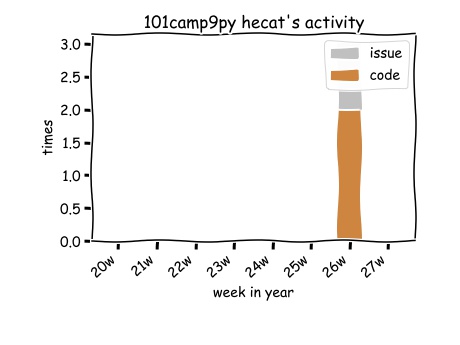 101camp9py hecat's activity
issue
code
3.0
2.5
2.0
1.5
1.0
0.5
0.0
times
20w 21w 22w 23w 24w 25w 26w 27w
week in year